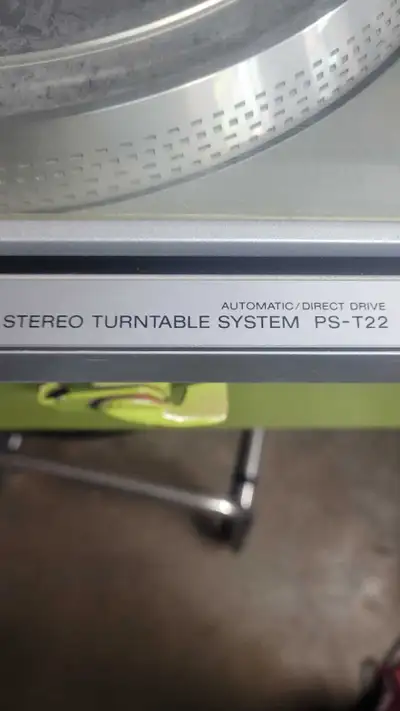 AUTOMATIC/DIRECT DRIVE
STEREO TURNTABLE SYSTEM PS-T22